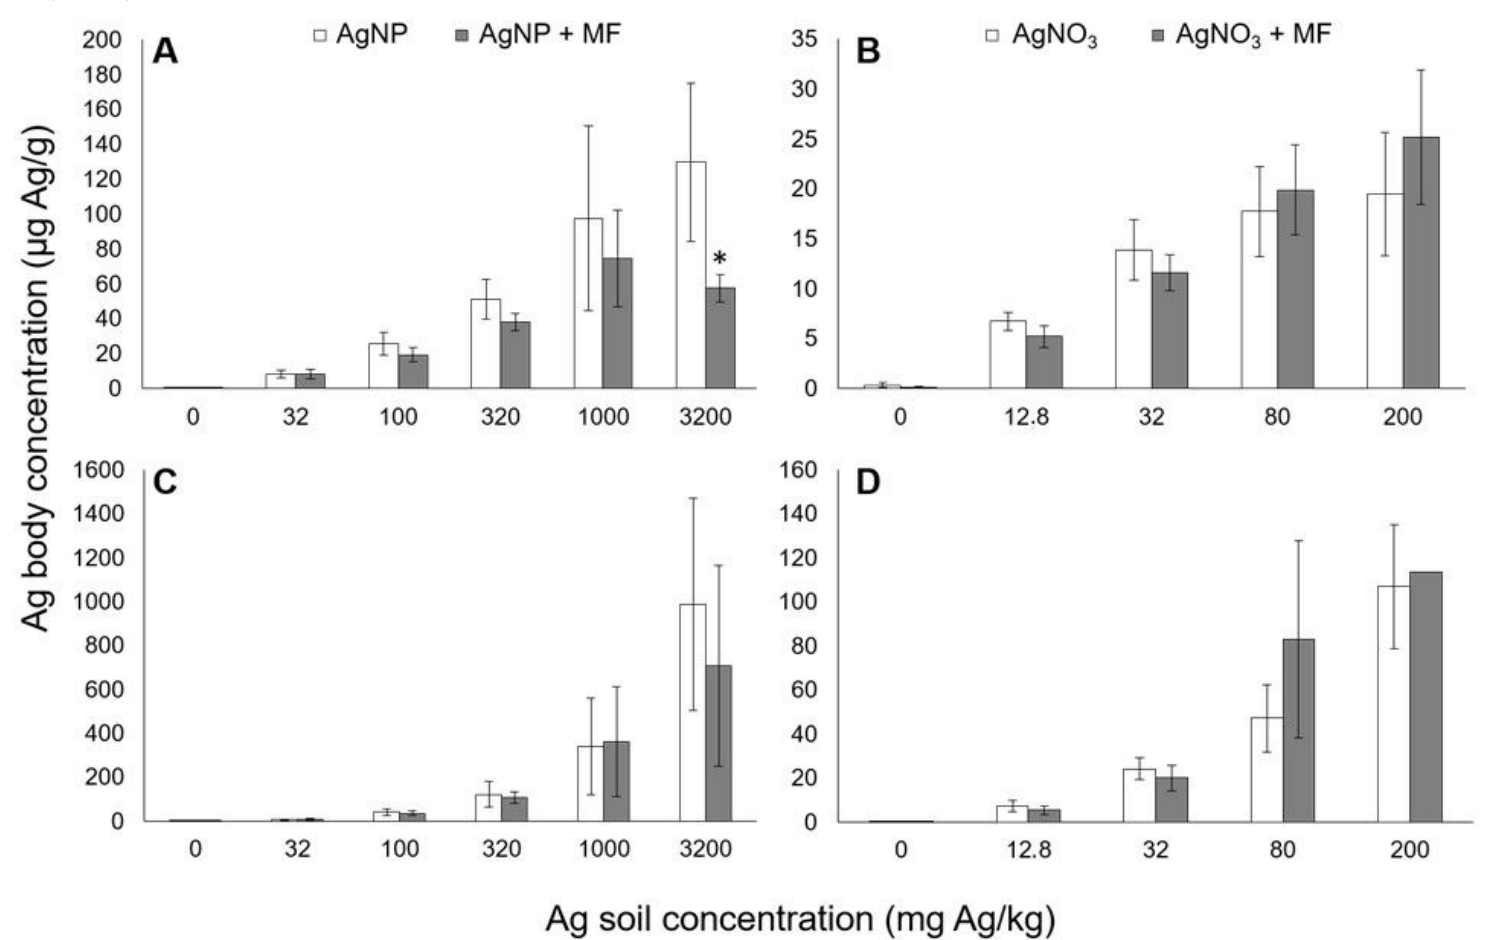 Ag body concentration (µg Ag/g)
A
AgNP
AgNP + MF
200
180
160
140
120
100
80
60
40
20
0
*
0 32 100 320 1000 3200
B
AgNO₃
AgNO₃ + MF
35
30
25
20
15
10
5
0
0 12.8 32 80 200
C
1600
1400
1200
1000
800
600
400
200
0
0 32 100 320 1000 3200
D
160
140
120
100
80
60
40
20
0
0 12.8 32 80 200
Ag soil concentration (mg Ag/kg)